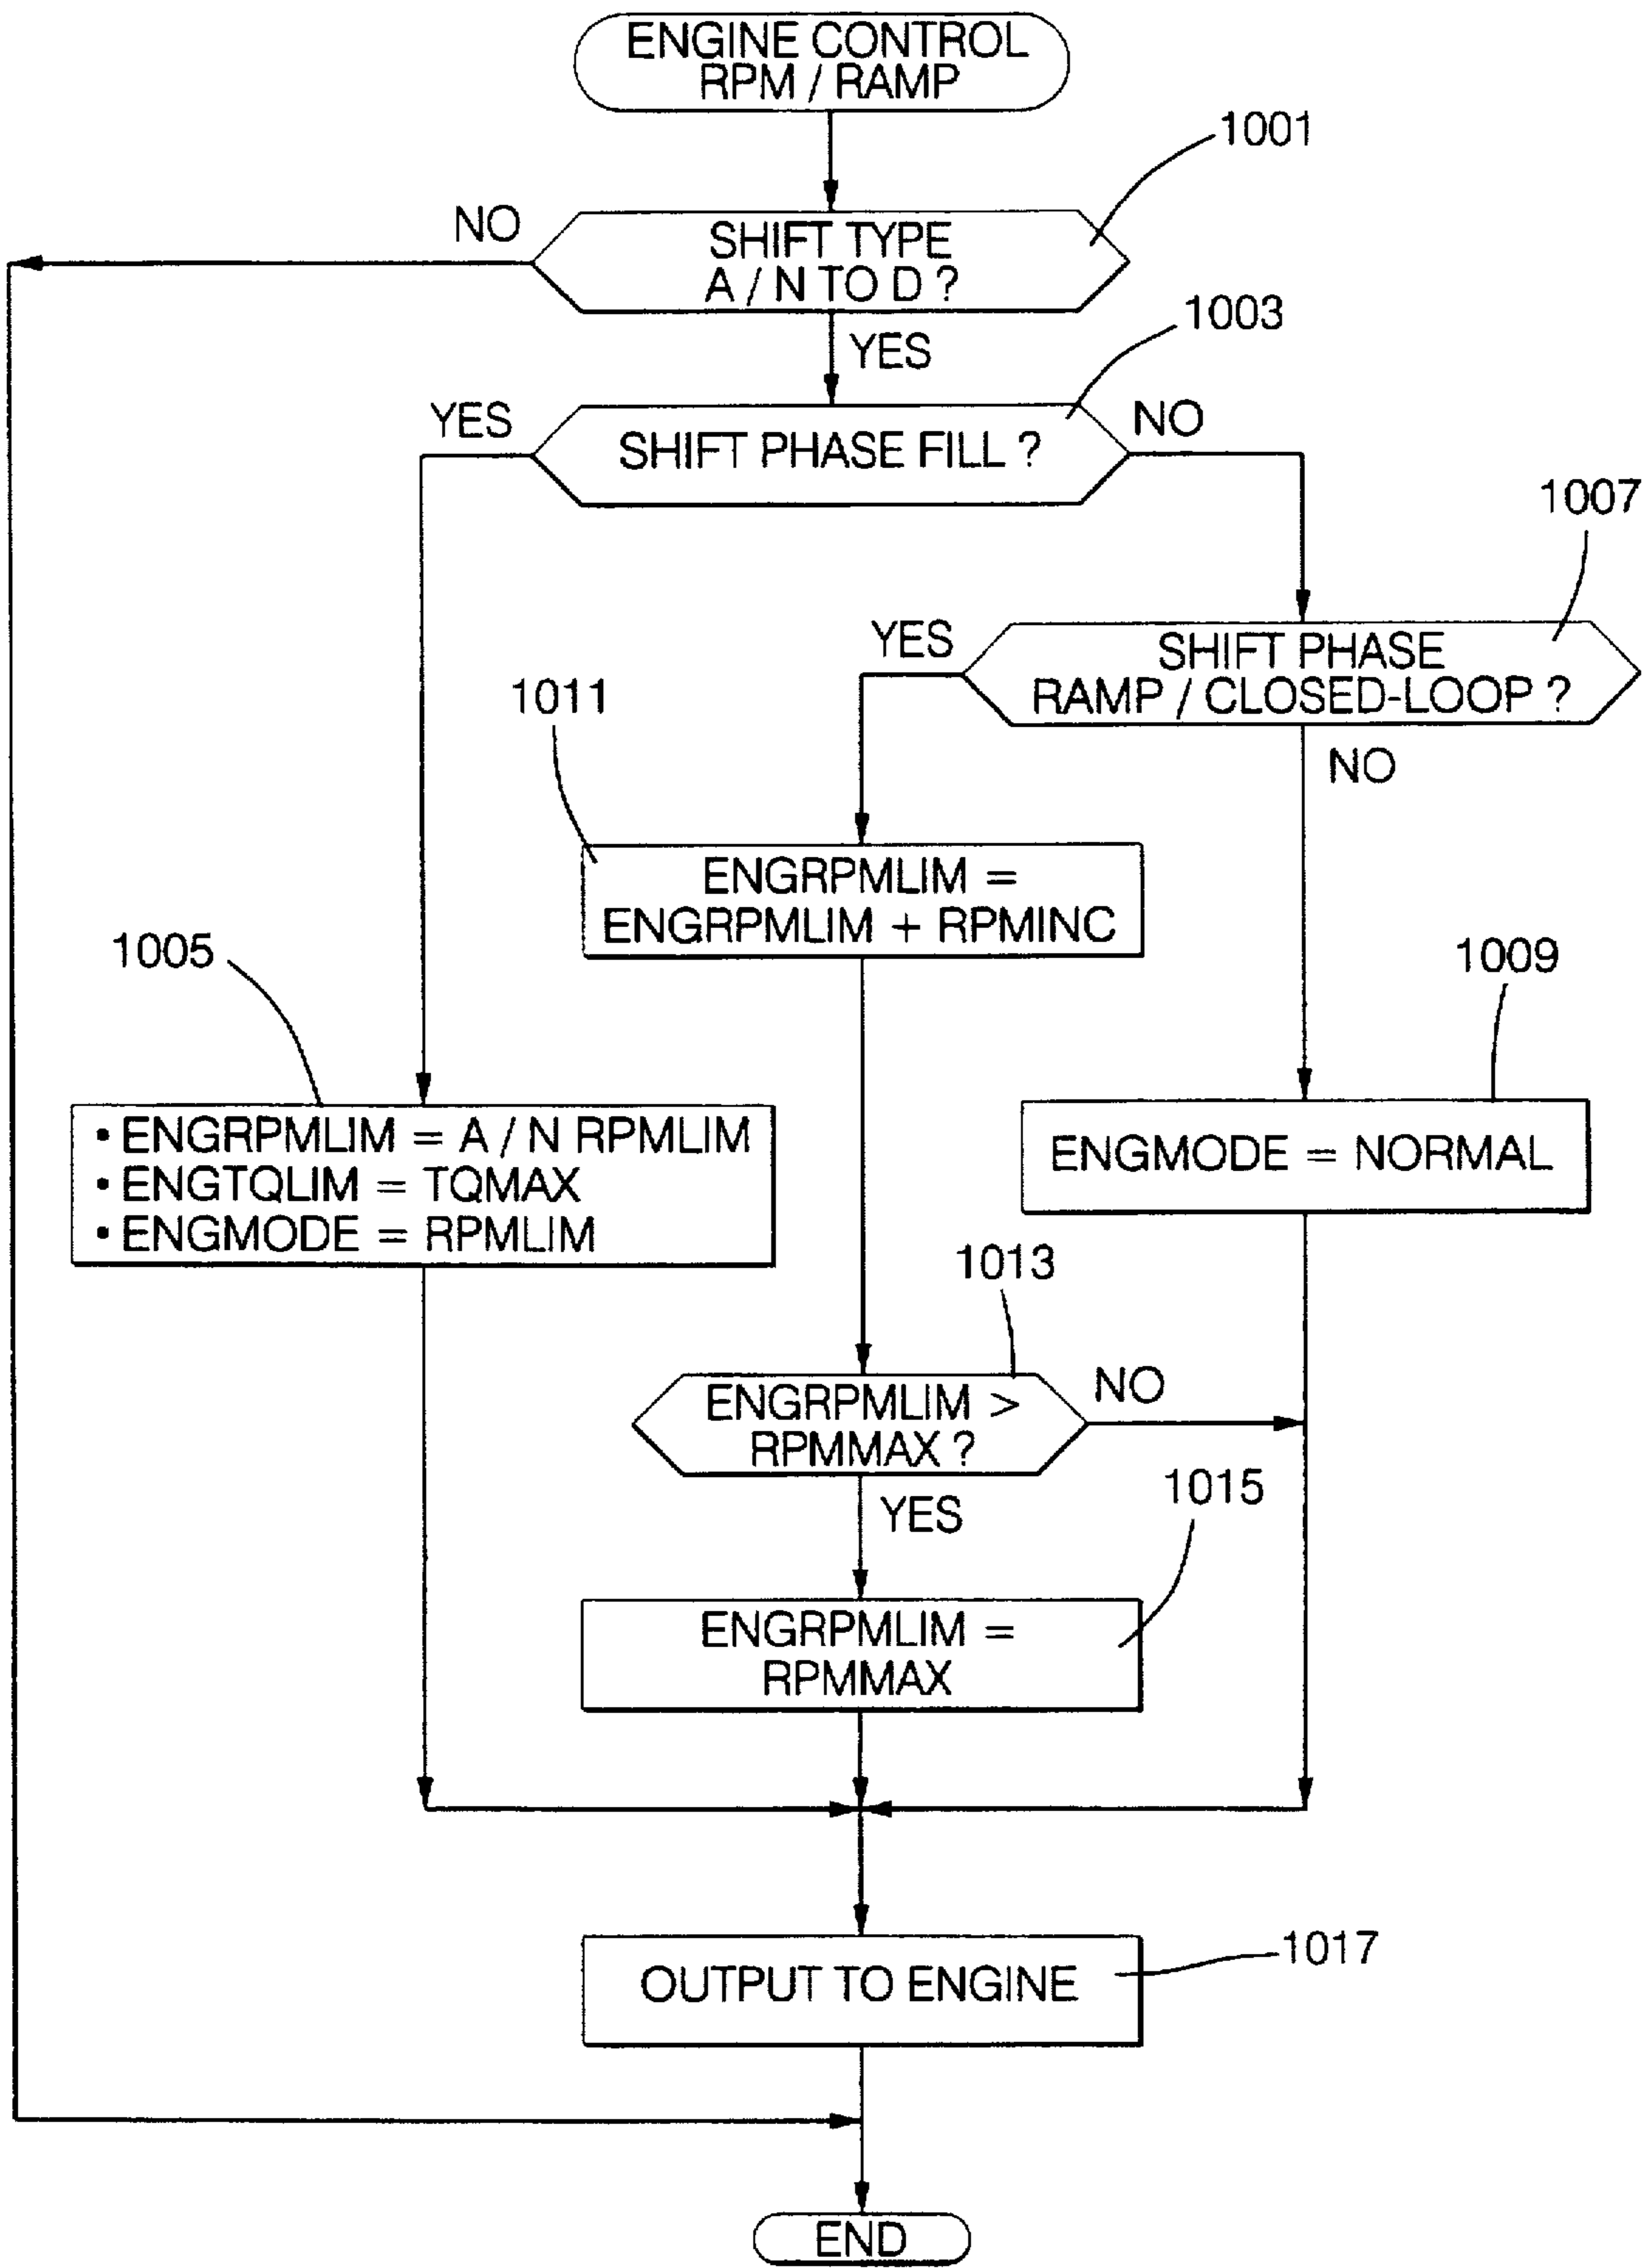 ENGINE CONTROL
RPM / RAMP
1001
NO
SHIFT TYPE
A / N TO D ?
1003
YES
YES
SHIFT PHASE FILL ?
NO
1007
YES
SHIFT PHASE
RAMP / CLOSED-LOOP ?
1011
NO
ENGRPMLIM =
ENGRPMLIM + RPMINC
1005
1009
• ENGRPMLIM = A / N RPMLIM
• ENGTQLIM = TQMAX
• ENGMODE = RPMLIM
ENGMODE = NORMAL
1013
ENGRPMLIM >
RPMMAX ?
NO
1015
YES
ENGRPMLIM =
RPMMAX
1017
OUTPUT TO ENGINE
END